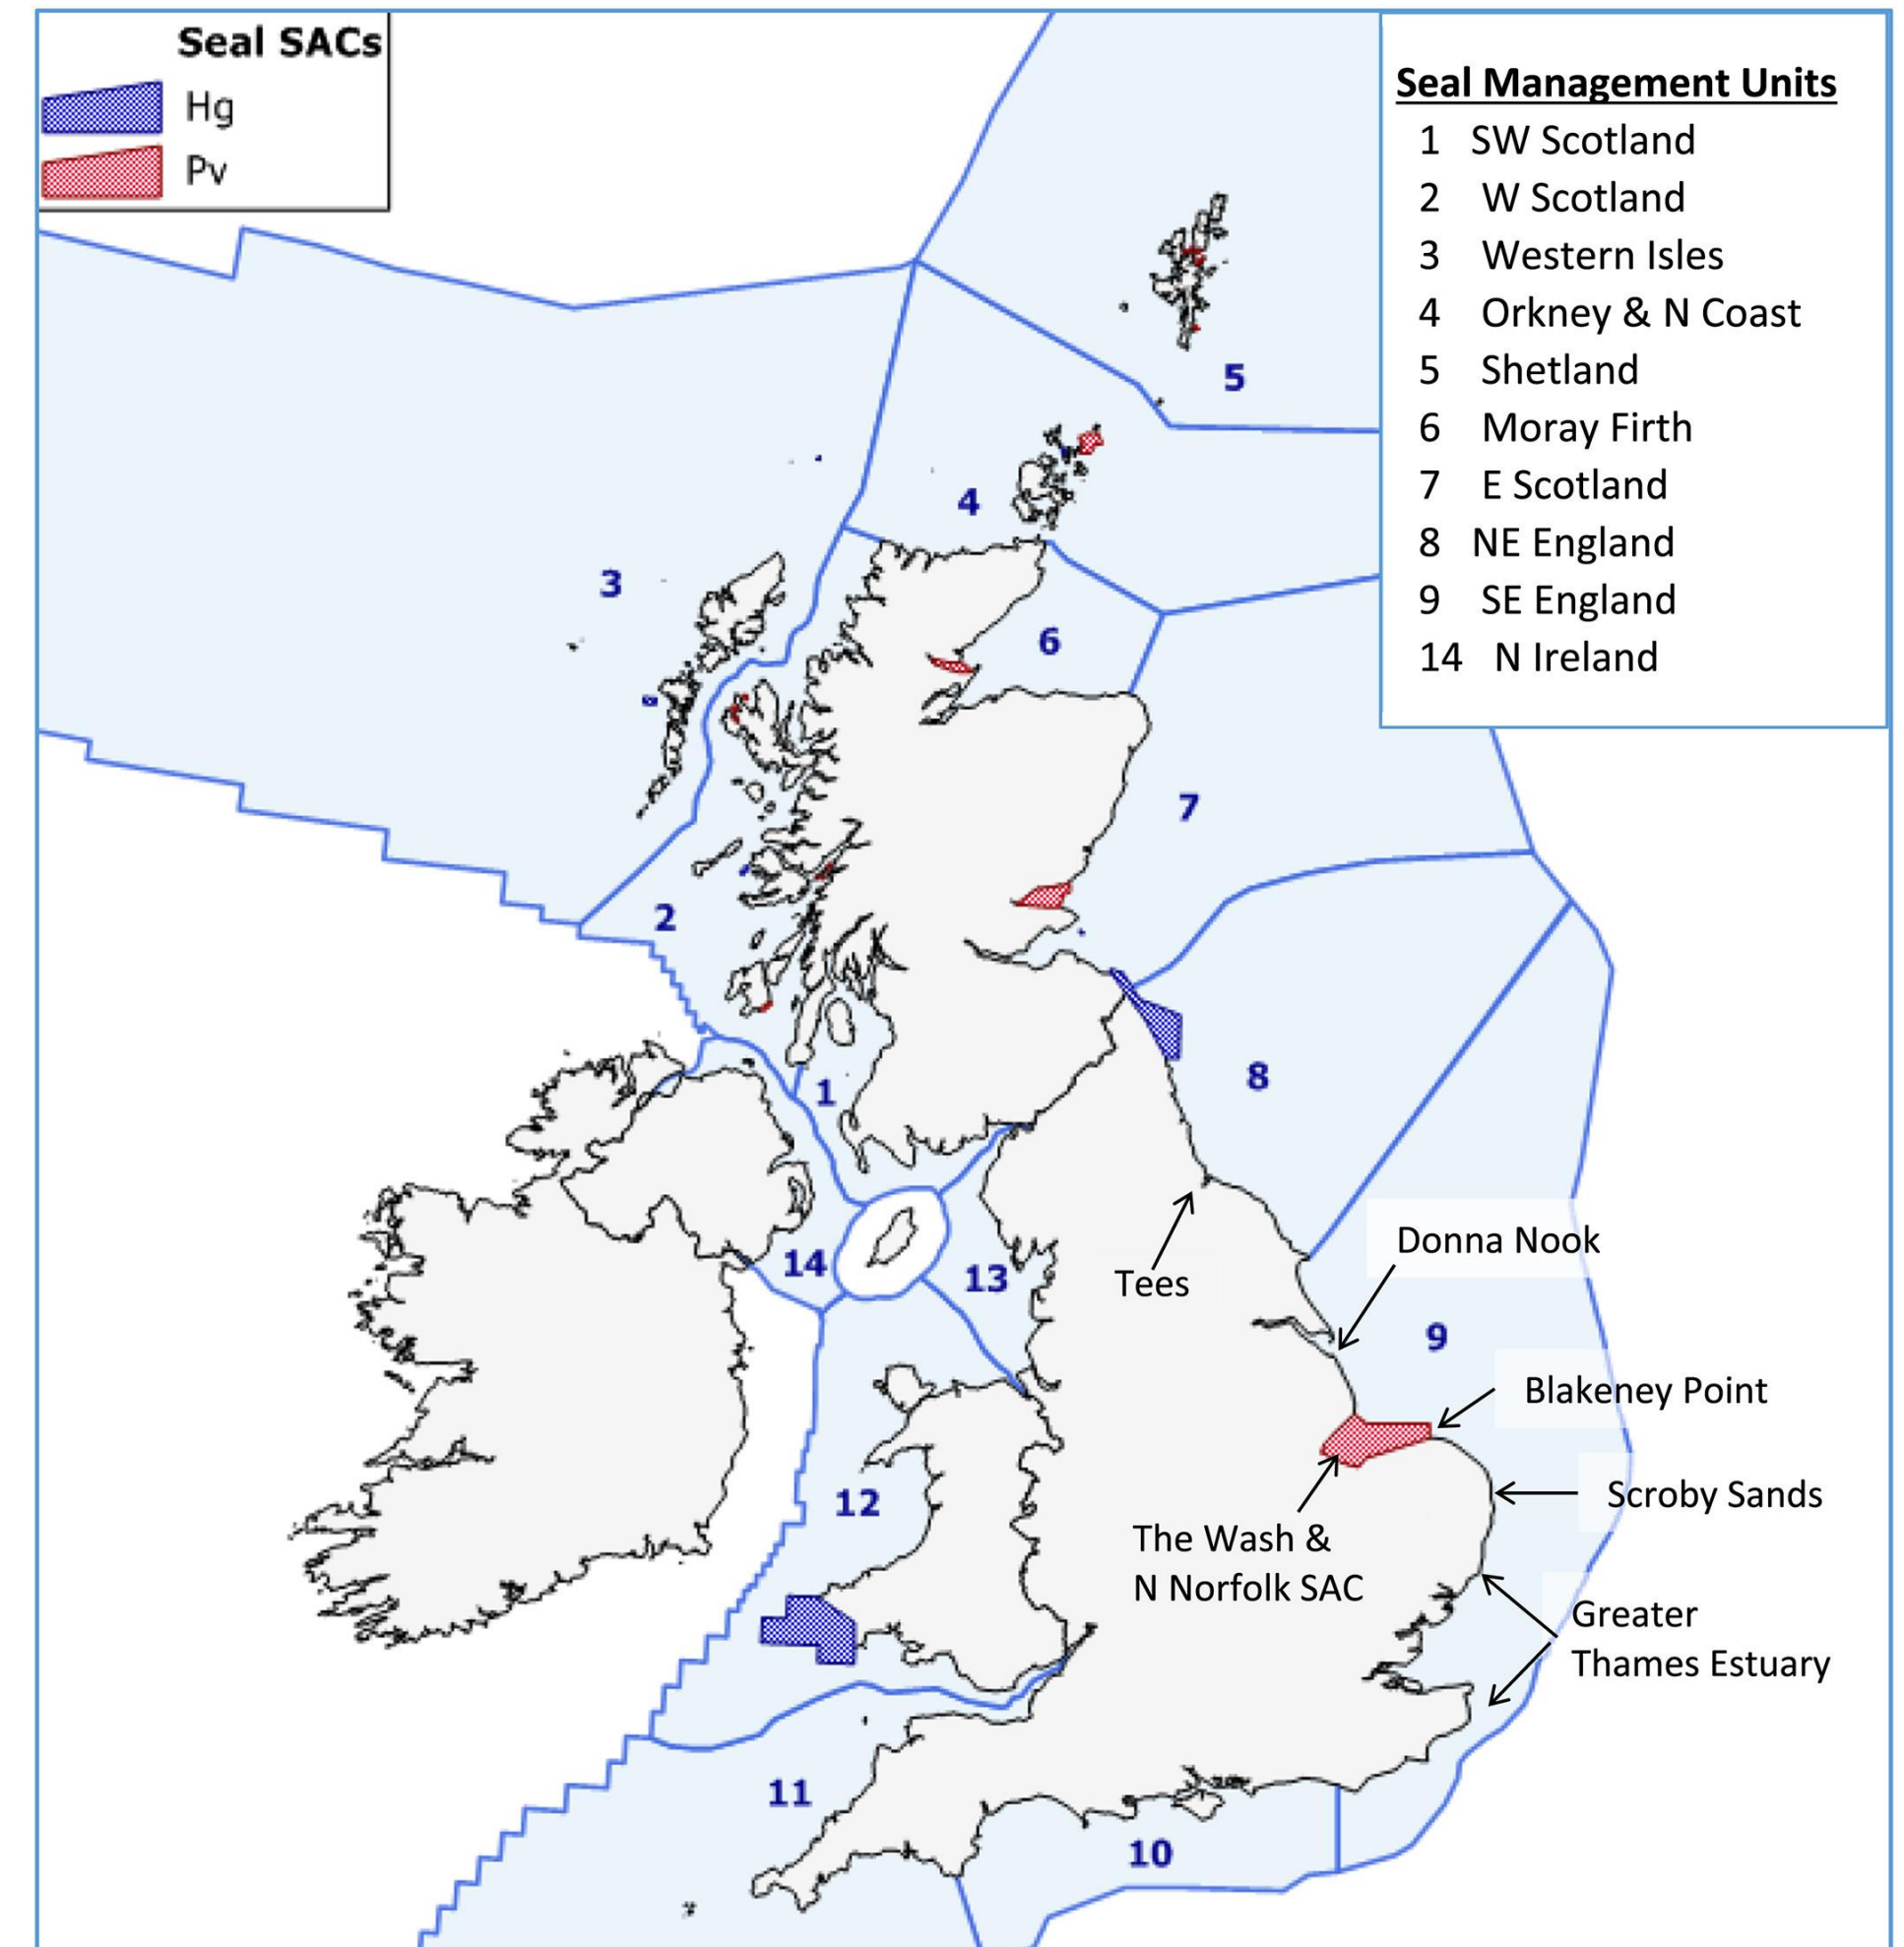 Seal SACs
Hg
Pv
Seal Management Units
1 SW Scotland
2 W Scotland
3 Western Isles
4 Orkney & N Coast
5 Shetland
6 Moray Firth
7 E Scotland
8 NE England
9 SE England
14 N Ireland
5
4
3
6
7
2
8
1
Donna Nook
14
13
Tees
9
Blakeney Point
12
Scroby Sands
The Wash &
N Norfolk SAC
Greater
Thames Estuary
11
10